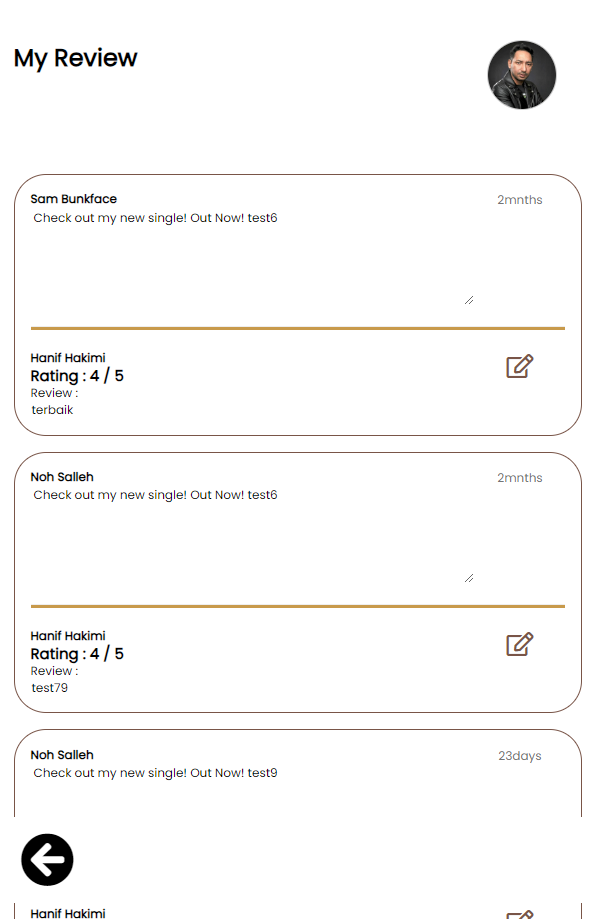 My Review
Sam Bunkface
2mnths
Check out my new single! Out Now! test6
Hanif Hakimi
Rating : 4 / 5
Review :
terbaik
Noh Salleh
2mnths
Check out my new single! Out Now! test6
Hanif Hakimi
Rating : 4 / 5
Review :
test79
Noh Salleh
23days
Check out my new single! Out Now! test9
Hanif Hakimi